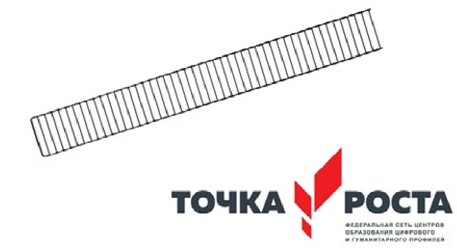 ТОЧКА РОСТА
ФЕДЕРАЛЬНАЯ СЕТЬ ЦЕНТРОВ
ОБРАЗОВАНИЯ ЦИФРОВОГО
И ГУМАНИТАРНОГО ПРОФИЛЕЙ